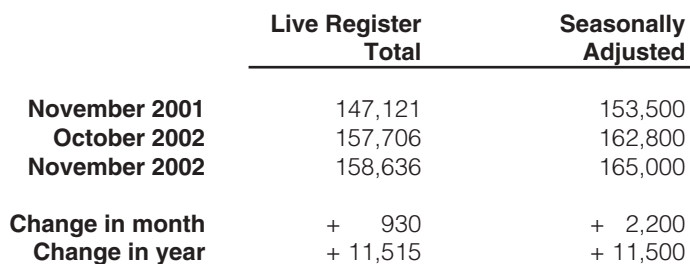 Live Register Seasonally
Total Adjusted
November 2001 147,121 153,500
October 2002 157,706 162,800
November 2002 158,636 165,000
Change in month + 930 + 2,200
Change in year + 11,515 + 11,500